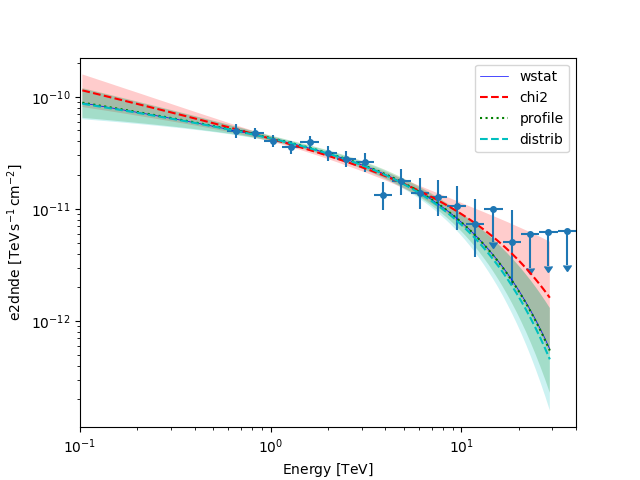 wstat
chi2
profile
distrib
10⁻¹⁰
10⁻¹¹
10⁻¹²
e2dnde [TeV s⁻¹ cm⁻²]
10⁻¹ 10⁰ 10¹
Energy [TeV]